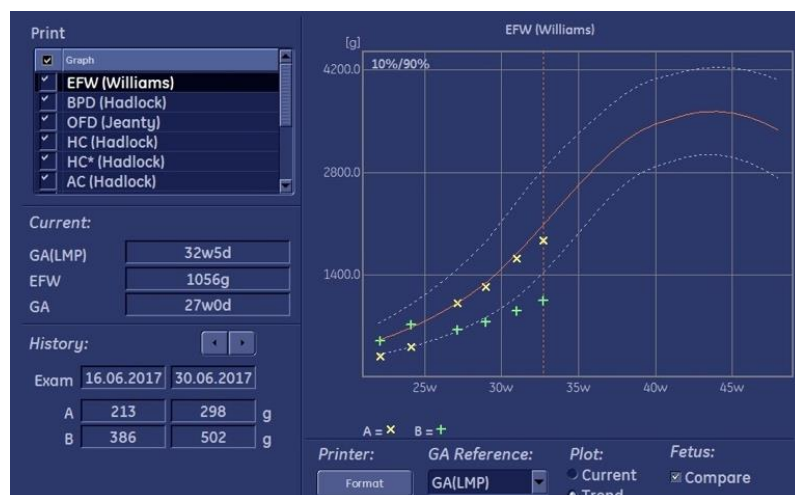 Print
Graph
EFW (Williams)
BPD (Hadlock)
OFD (Jeanty)
HC (Hadlock)
HC* (Hadlock)
AC (Hadlock)
Current:
GA(LMP) 32w5d
EFW 1056g
GA 27w0d
History:
Exam 16.06.2017 30.06.2017
A 213 298 g
B 386 502 g
EFW (Williams)
[g]
4200.0 10%/90%
2800.0
1400.0
25w 30w 35w 40w 45w
A = × B = +
Printer: GA Reference: Plot: Fetus:
Format GA(LMP) Current Compare
Trend